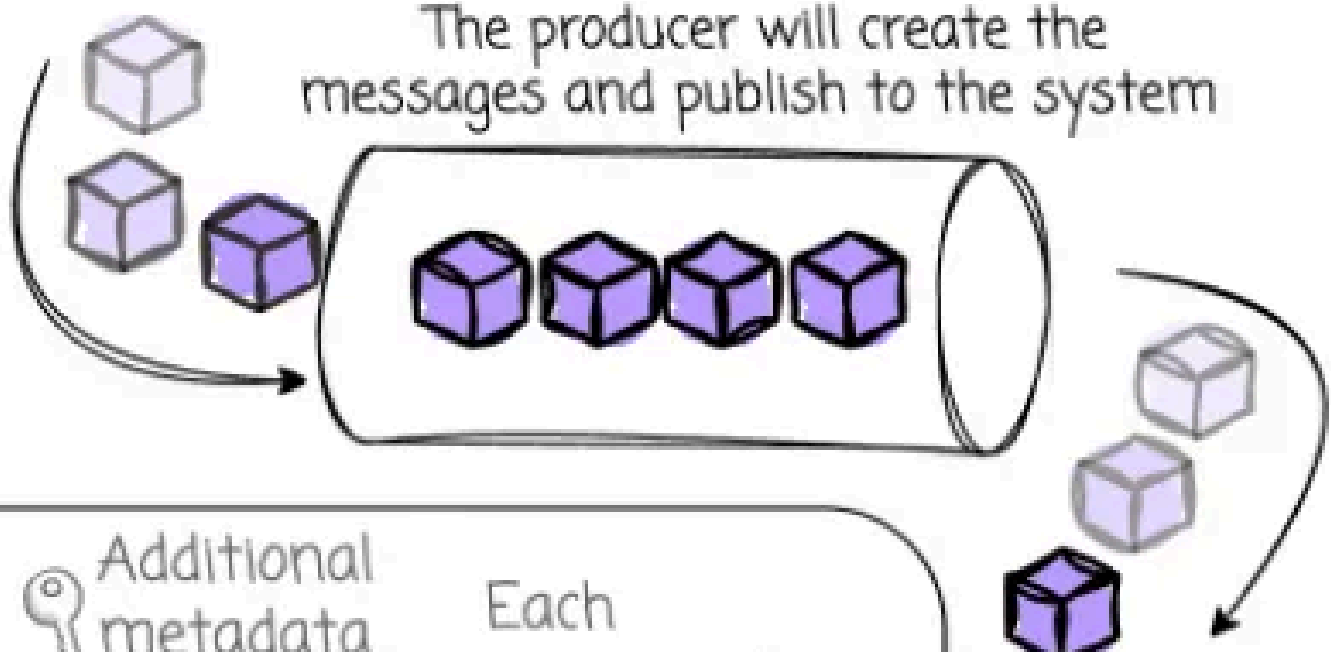 The producer will create the
messages and publish to the system
Additional
metadata
Each